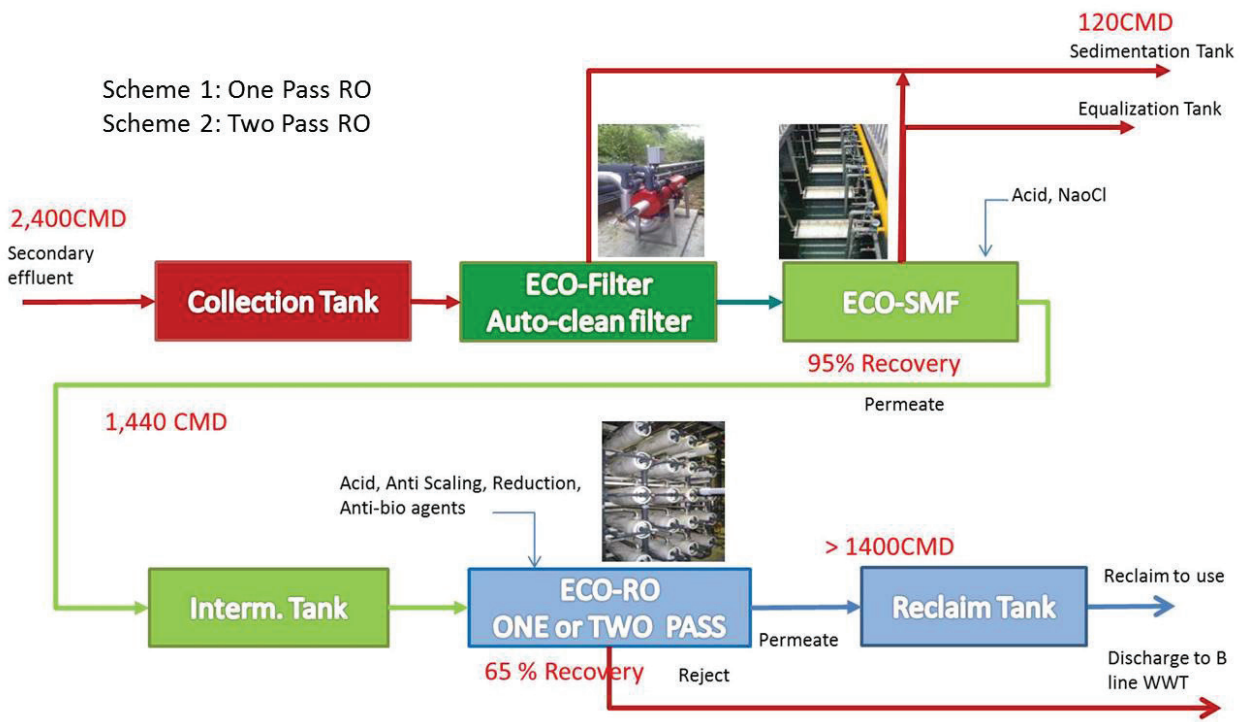 120CMD
Sedimentation Tank
Scheme 1: One Pass RO
Scheme 2: Two Pass RO
Equalization Tank
Acid, NaoCl
2,400CMD
Secondary
effluent
Collection Tank
ECO-Filter
Auto-clean filter
ECO-SMF
95% Recovery
Permeate
1,440 CMD
Acid, Anti Scaling, Reduction,
Anti-bio agents
> 1400CMD
Interm. Tank
ECO-RO
ONE or TWO PASS
Permeate
Reclaim Tank
Reclaim to use
65 % Recovery
Reject
Discharge to B
line WWT